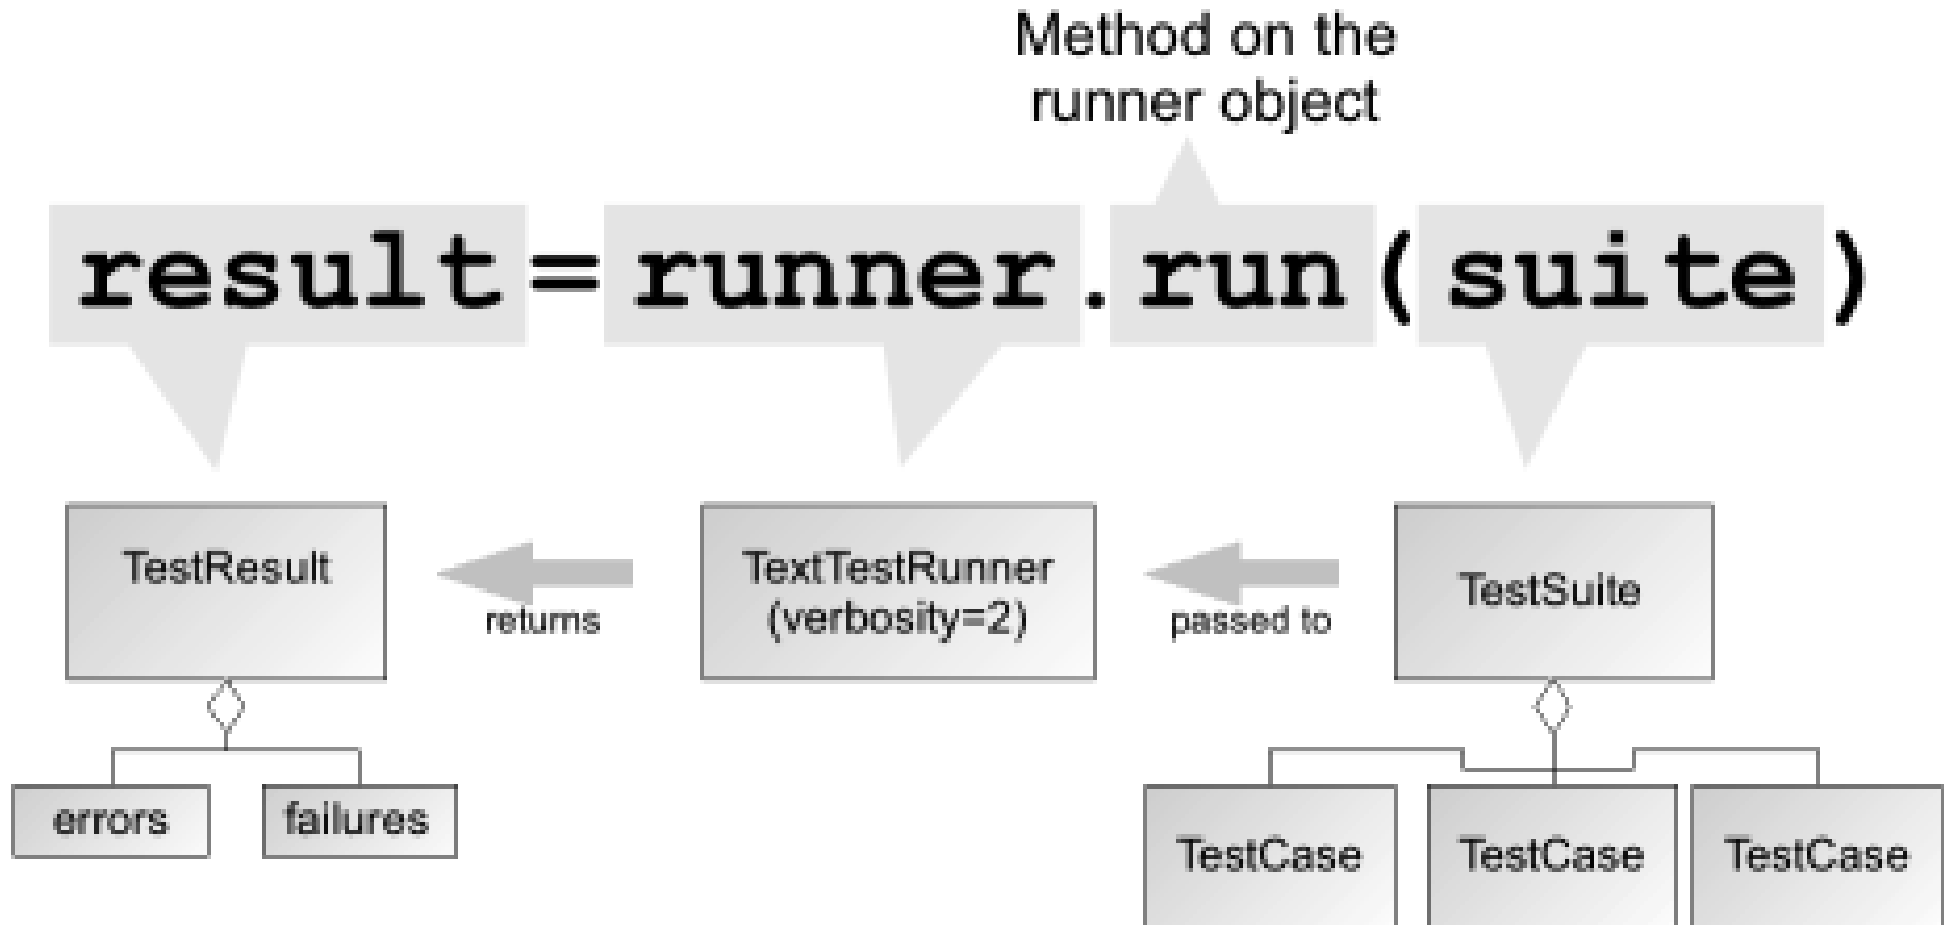 Method on the
runner object
result=runner.run(suite)
TestResult
returns
TextTestRunner
(verbosity=2)
passed to
TestSuite
errors
failures
TestCase
TestCase
TestCase